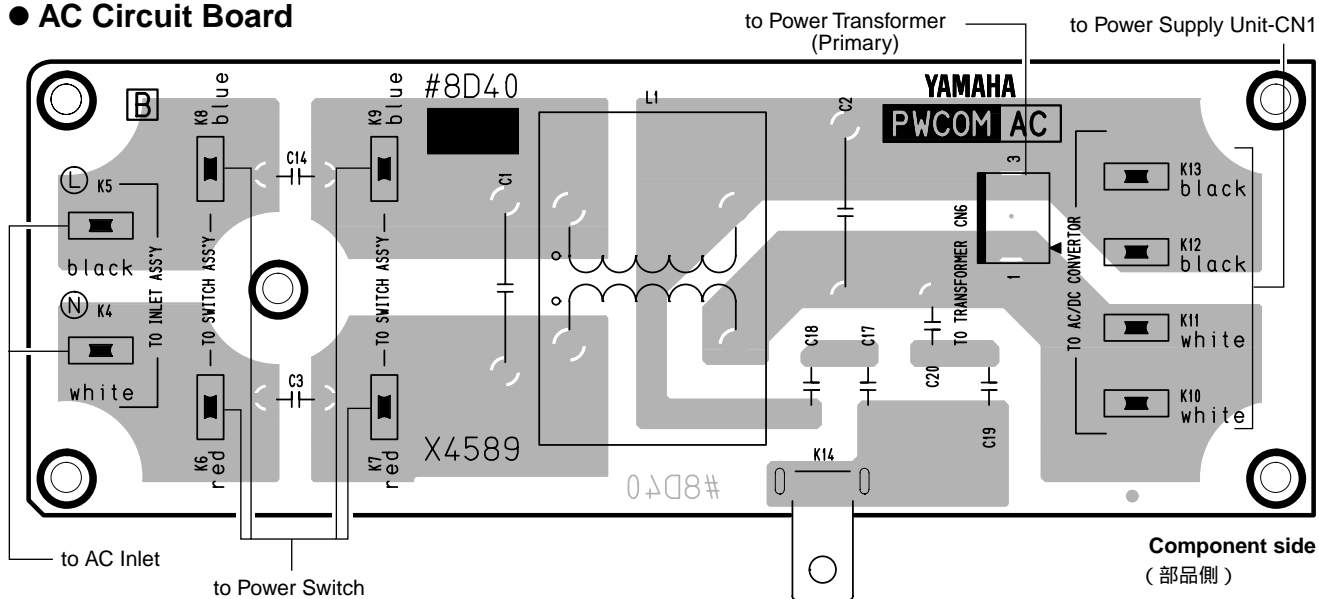 ● AC Circuit Board
to Power Transformer
(Primary)
to Power Supply Unit-CN1
B
K8
blue
K9
blue
#8D40
L1
C2
YAMAHA
PWCOM AC
3
C14
C1
L
K5
black
N
K4
white
TO INLET ASS'Y
TO SWITCH ASS'Y
TO SWITCH ASS'Y
CN6
1
TO TRANSFORMER
TO AC/DC CONVERTOR
K13
black
K12
black
K11
white
K10
white
C18
C17
C20
C19
C3
K6
red
K7
red
X4589
#8D40
K14
to AC Inlet
to Power Switch
Component side
(部品側)